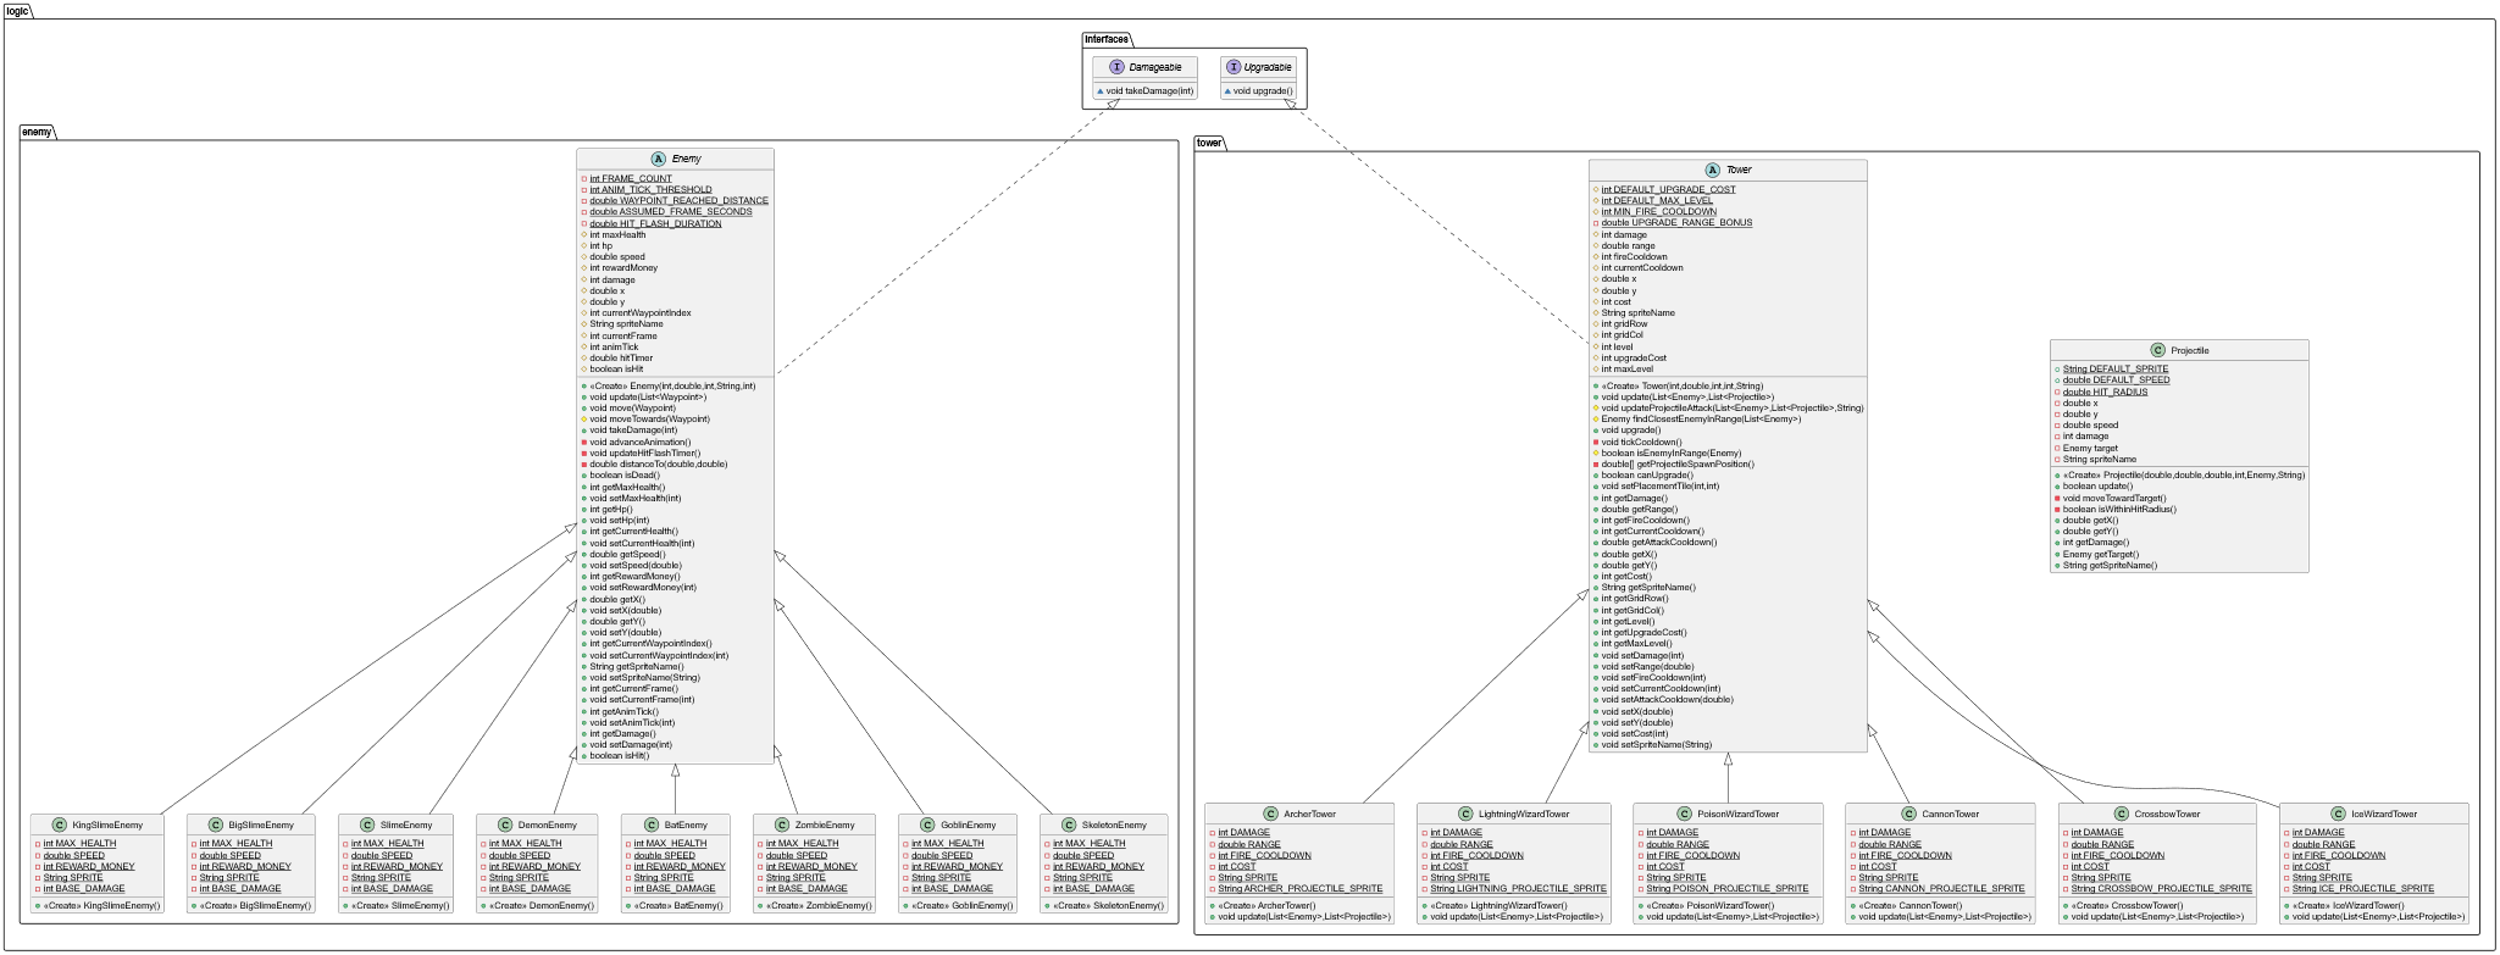 logic
interfaces
I Damageable
void takeDamage(int)
I Upgradable
void upgrade()
enemy
A Enemy
int FRAME_COUNT
int ANIM_TICK_THRESHOLD
double WAYPOINT_REACHED_DISTANCE
double ASSUMED_FRAME_SECONDS
double HIT_FLASH_DURATION
int maxHealth
int hp
double speed
int rewardMoney
int damage
double x
double y
int currentWaypointIndex
String spriteName
int currentFrame
int animTick
double hitTimer
boolean isHit
«Create» Enemy(int,double,int,String,int)
void update(List<Waypoint>)
void move(Waypoint)
void moveTowards(Waypoint)
void takeDamage(int)
void advanceAnimation()
void updateHitFlashTimer()
double distanceTo(double,double)
boolean isDead()
int getMaxHealth()
void setMaxHealth(int)
int getHp()
void setHp(int)
int getCurrentHealth()
void setCurrentHealth(int)
double getSpeed()
void setSpeed(double)
int getRewardMoney()
void setRewardMoney(int)
double getX()
void setX(double)
double getY()
void setY(double)
int getCurrentWaypointIndex()
void setCurrentWaypointIndex(int)
String getSpriteName()
void setSpriteName(String)
int getCurrentFrame()
void setCurrentFrame(int)
int getAnimTick()
void setAnimTick(int)
int getDamage()
void setDamage(int)
boolean isHit()
C KingSlimeEnemy
int MAX_HEALTH
double SPEED
int REWARD_MONEY
String SPRITE
int BASE_DAMAGE
«Create» KingSlimeEnemy()
C BigSlimeEnemy
int MAX_HEALTH
double SPEED
int REWARD_MONEY
String SPRITE
int BASE_DAMAGE
«Create» BigSlimeEnemy()
C SlimeEnemy
int MAX_HEALTH
double SPEED
int REWARD_MONEY
String SPRITE
int BASE_DAMAGE
«Create» SlimeEnemy()
C DemonEnemy
int MAX_HEALTH
double SPEED
int REWARD_MONEY
String SPRITE
int BASE_DAMAGE
«Create» DemonEnemy()
C BatEnemy
int MAX_HEALTH
double SPEED
int REWARD_MONEY
String SPRITE
int BASE_DAMAGE
«Create» BatEnemy()
C ZombieEnemy
int MAX_HEALTH
double SPEED
int REWARD_MONEY
String SPRITE
int BASE_DAMAGE
«Create» ZombieEnemy()
C GoblinEnemy
int MAX_HEALTH
double SPEED
int REWARD_MONEY
String SPRITE
int BASE_DAMAGE
«Create» GoblinEnemy()
C SkeletonEnemy
int MAX_HEALTH
double SPEED
int REWARD_MONEY
String SPRITE
int BASE_DAMAGE
«Create» SkeletonEnemy()
tower
A Tower
int DEFAULT_UPGRADE_COST
int DEFAULT_MAX_LEVEL
int MIN_FIRE_COOLDOWN
double UPGRADE_RANGE_BONUS
int damage
double range
int fireCooldown
int currentCooldown
double x
double y
int cost
String spriteName
int gridRow
int gridCol
int level
int upgradeCost
int maxLevel
«Create» Tower(int,double,int,int,String)
void update(List<Enemy>,List<Projectile>)
void updateProjectileAttack(List<Enemy>,List<Projectile>,String)
Enemy findClosestEnemyInRange(List<Enemy>)
void upgrade()
void tickCooldown()
boolean isEnemyInRange(Enemy)
double[] getProjectileSpawnPosition()
boolean canUpgrade()
void setPlacementTile(int,int)
int getDamage()
double getRange()
int getFireCooldown()
int getCurrentCooldown()
double getAttackCooldown()
double getX()
double getY()
int getCost()
String getSpriteName()
int getGridRow()
int getGridCol()
int getLevel()
int getUpgradeCost()
int getMaxLevel()
void setDamage(int)
void setRange(double)
void setFireCooldown(int)
void setCurrentCooldown(int)
void setAttackCooldown(double)
void setX(double)
void setY(double)
void setCost(int)
void setSpriteName(String)
C Projectile
String DEFAULT_SPRITE
double DEFAULT_SPEED
double HIT_RADIUS
double x
double y
double speed
int damage
Enemy target
String spriteName
«Create» Projectile(double,double,double,int,Enemy,String)
boolean update()
void moveTowardTarget()
boolean isWithinHitRadius()
double getX()
double getY()
int getDamage()
Enemy getTarget()
String getSpriteName()
C ArcherTower
int DAMAGE
double RANGE
int FIRE_COOLDOWN
int COST
String SPRITE
String ARCHER_PROJECTILE_SPRITE
«Create» ArcherTower()
void update(List<Enemy>,List<Projectile>)
C LightningWizardTower
int DAMAGE
double RANGE
int FIRE_COOLDOWN
int COST
String SPRITE
String LIGHTNING_PROJECTILE_SPRITE
«Create» LightningWizardTower()
void update(List<Enemy>,List<Projectile>)
C PoisonWizardTower
int DAMAGE
double RANGE
int FIRE_COOLDOWN
int COST
String SPRITE
String POISON_PROJECTILE_SPRITE
«Create» PoisonWizardTower()
void update(List<Enemy>,List<Projectile>)
C CannonTower
int DAMAGE
double RANGE
int FIRE_COOLDOWN
int COST
String SPRITE
String CANNON_PROJECTILE_SPRITE
«Create» CannonTower()
void update(List<Enemy>,List<Projectile>)
C CrossbowTower
int DAMAGE
double RANGE
int FIRE_COOLDOWN
int COST
String SPRITE
String CROSSBOW_PROJECTILE_SPRITE
«Create» CrossbowTower()
void update(List<Enemy>,List<Projectile>)
C IceWizardTower
int DAMAGE
double RANGE
int FIRE_COOLDOWN
int COST
String SPRITE
String ICE_PROJECTILE_SPRITE
«Create» IceWizardTower()
void update(List<Enemy>,List<Projectile>)